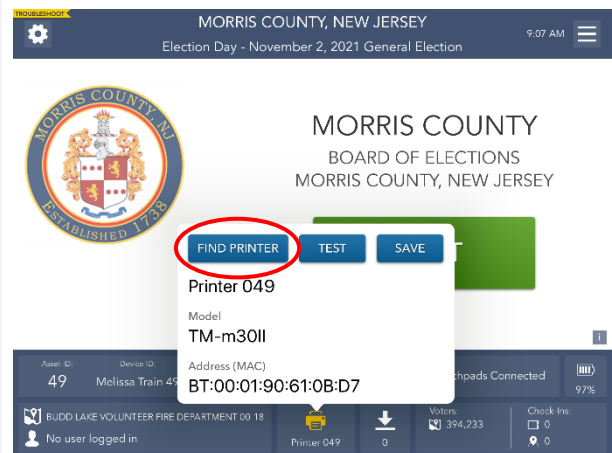 TROUBLESHOOT
MORRIS COUNTY, NEW JERSEY
Election Day - November 2, 2021 General Election
9:07 AM
MORRIS COUNTY, NJ
ESTABLISHED 1738
MORRIS COUNTY
BOARD OF ELECTIONS
MORRIS COUNTY, NEW JERSEY
FIND PRINTER TEST SAVE
T
Printer 049
Model
TM-m30II
Address (MAC)
BT:00:01:90:61:0B:D7
i
Asset ID: Device ID:
49 Melissa Train 49
Connected
97%
BUDD LAKE VOLUNTEER FIRE DEPARTMENT 00 18
No user logged in
Printer 049
0
Voters:
394,233
Check-Ins:
0
0